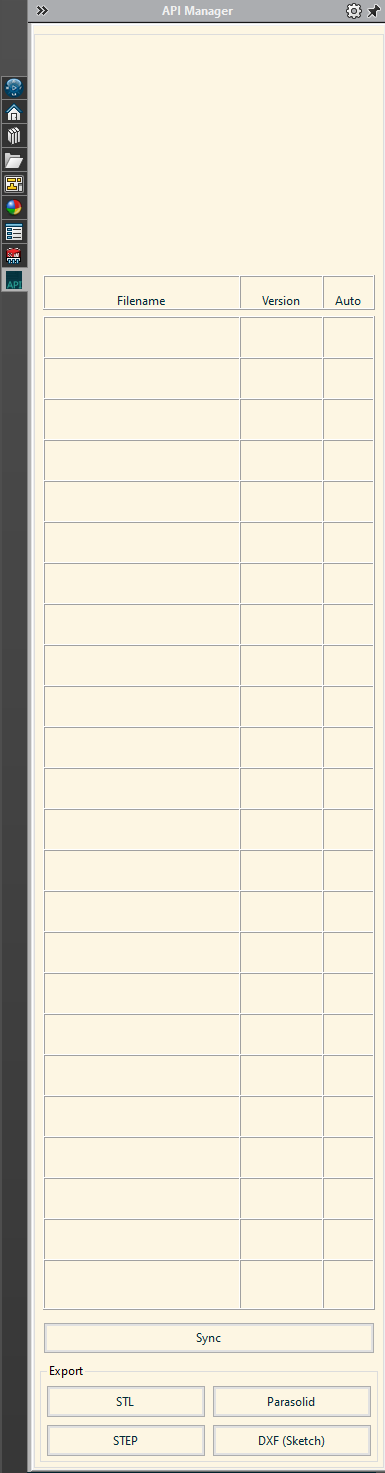 API Manager
API
Filename Version Auto
Sync
Export
STL Parasolid
STEP DXF (Sketch)